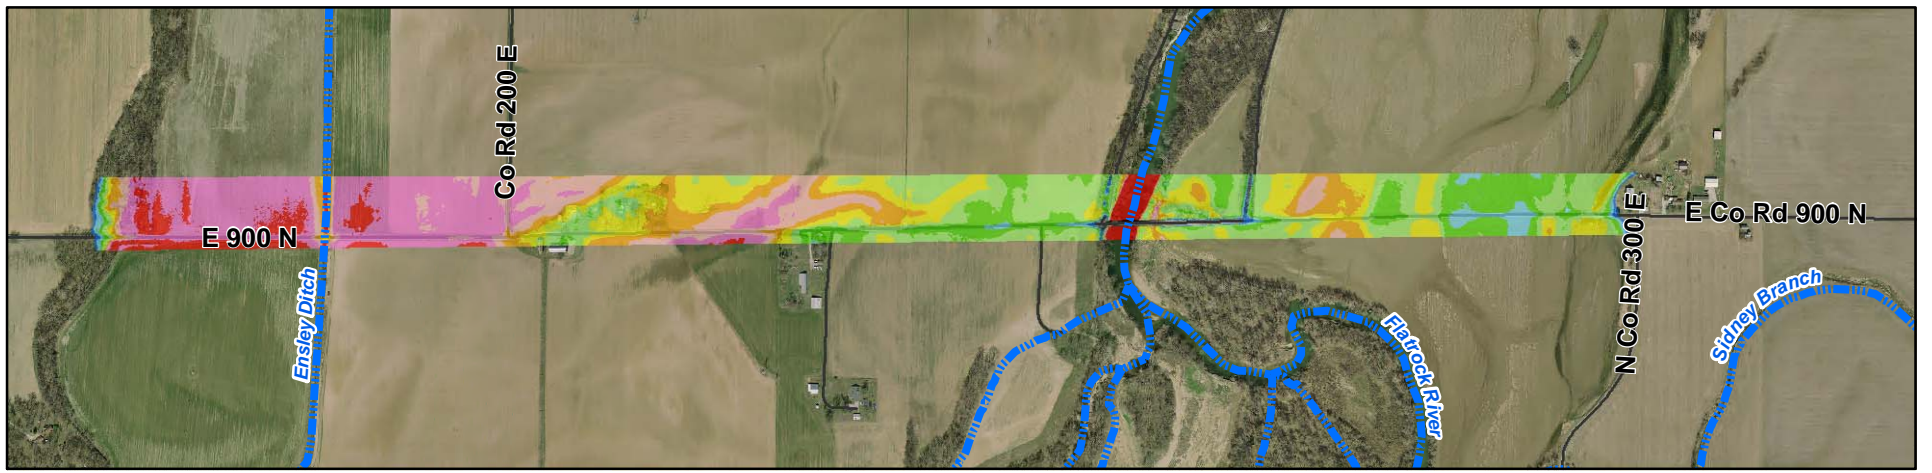 Co Rd 200 E
E 900 N
E Co Rd 900 N
N Co Rd 300 E
Ensley Ditch
Flatrock River
Sidney Branch